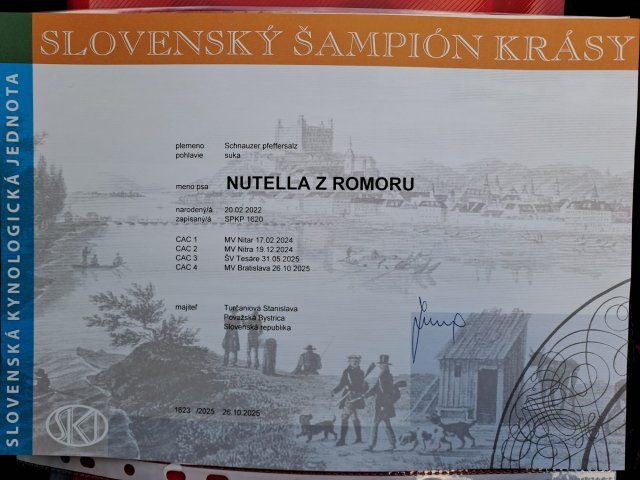 SLOVENSKÝ ŠAMPIÓN KRÁSY
SLOVENSKÁ KYNOLOGICKÁ JEDNOTA
plemeno Schnauzer pfeffersalz
pohlavie suka
meno psa NUTELLA Z ROMORU
narodený/á 20.02 2022
zapísaný/á SPKP 1620
CAC 1 MV Nitar 17.02 2024
CAC 2 MV Nitra 19.12.2024
CAC 3 ŠV Tesáre 31.05 2025
CAC 4 MV Bratislava 26 10 2025
majiteľ Turčaniová Stanislava
Považská Bystrica
Slovenská republika
1623 /2025 26.10.2025
SKJ